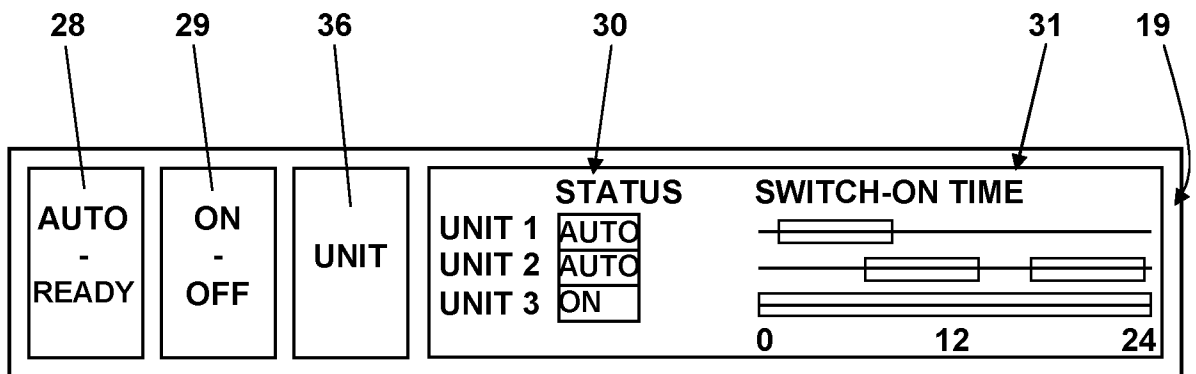 28 29 36 30 31 19
AUTO
-
READY
ON
-
OFF
UNIT
STATUS SWITCH-ON TIME
UNIT 1 AUTO
UNIT 2 AUTO
UNIT 3 ON
0 12 24